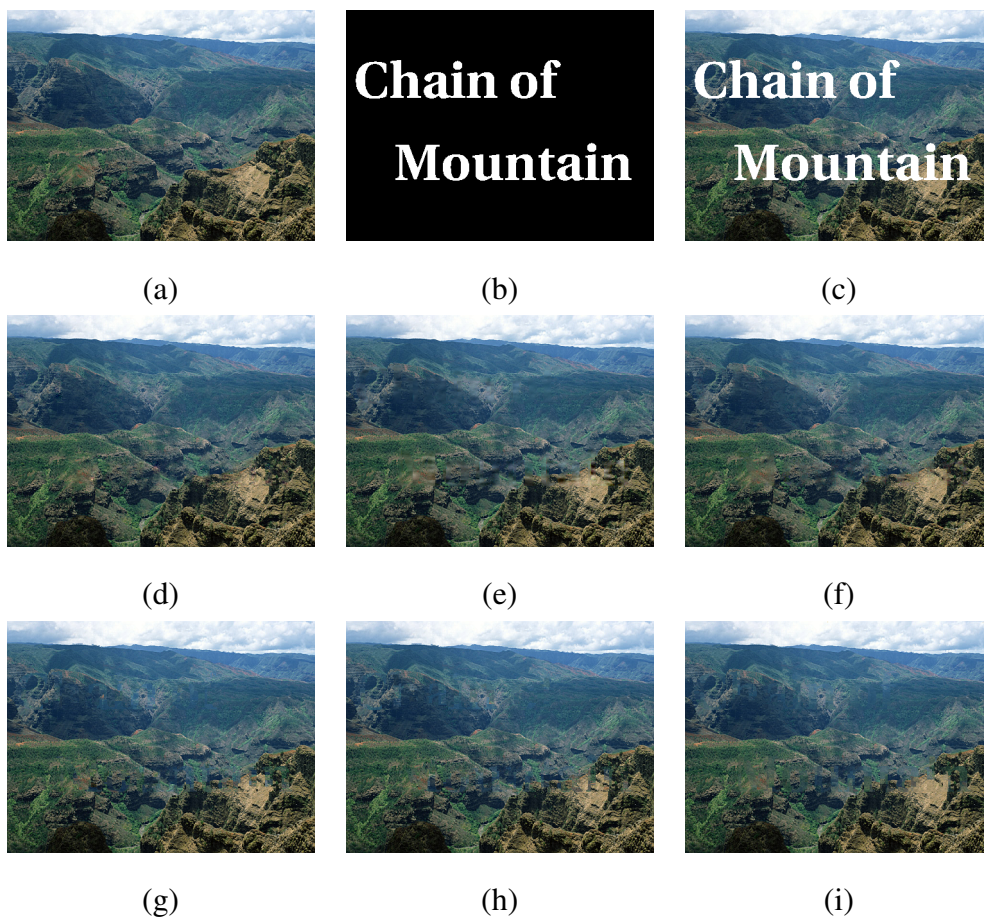 Chain of
Mountain
Chain of
Mountain
(a)
(b)
(c)
(d)
(e)
(f)
(g)
(h)
(i)